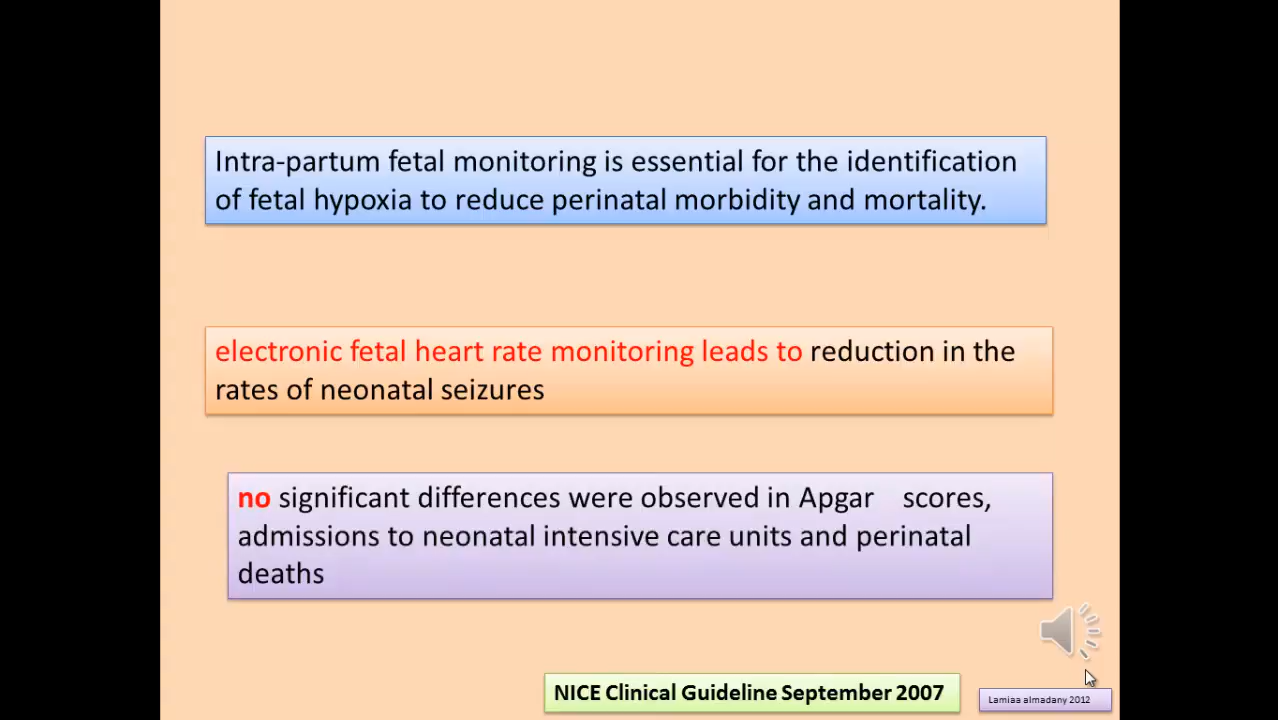 Intra-partum fetal monitoring is essential for the identification
of fetal hypoxia to reduce perinatal morbidity and mortality.
electronic fetal heart rate monitoring leads to reduction in the
rates of neonatal seizures
no significant differences were observed in Apgar    scores,
admissions to neonatal intensive care units and perinatal
deaths
NICE Clinical Guideline September 2007
Lamiaa almadany 2012